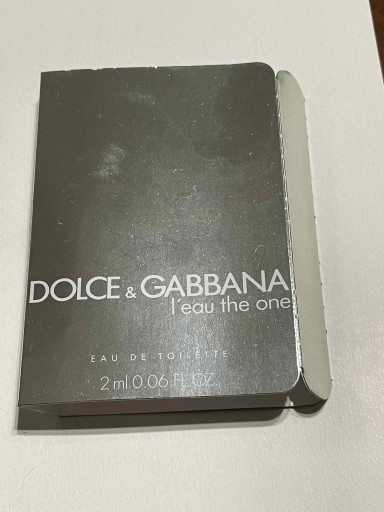 DOLCE & GABBANA
l'eau the one
EAU DE TOILETTE
2 ml 0.06 FL OZ.